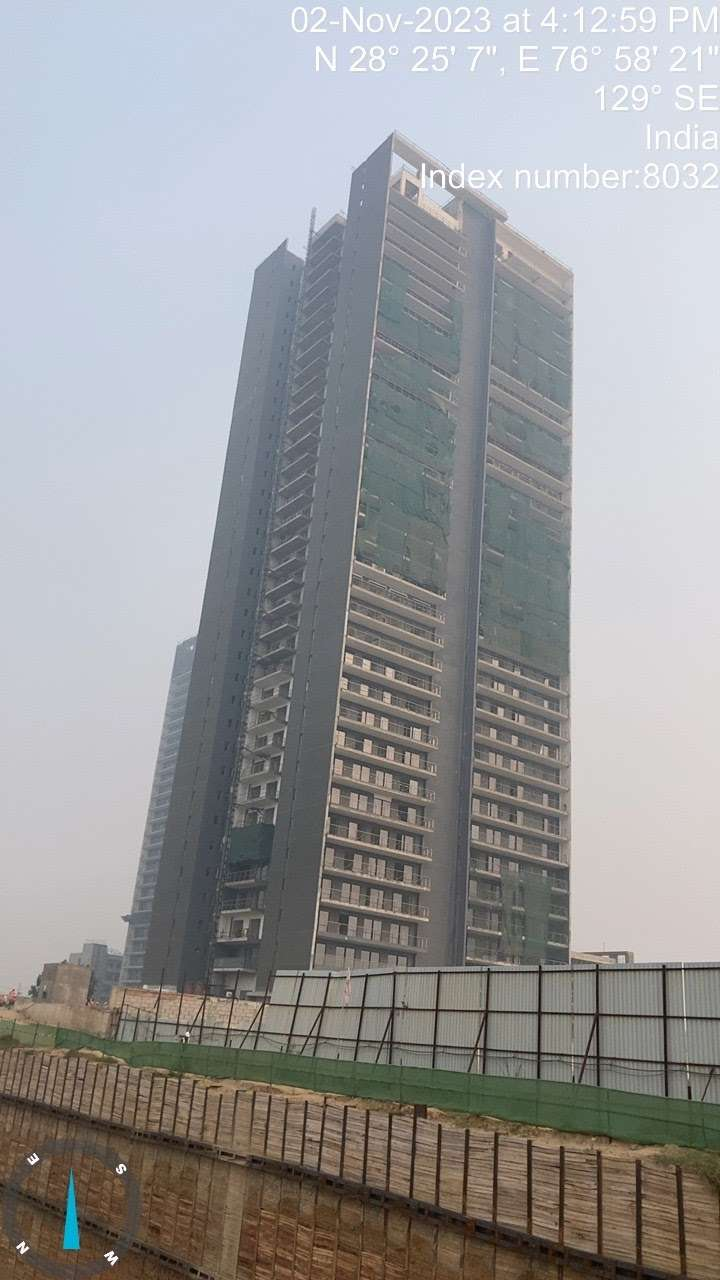 02-Nov-2023 at 4:12:59 PM
N 28° 25' 7", E 76° 58' 21"
129° SE
India
Index number:8032
E
S
N
W